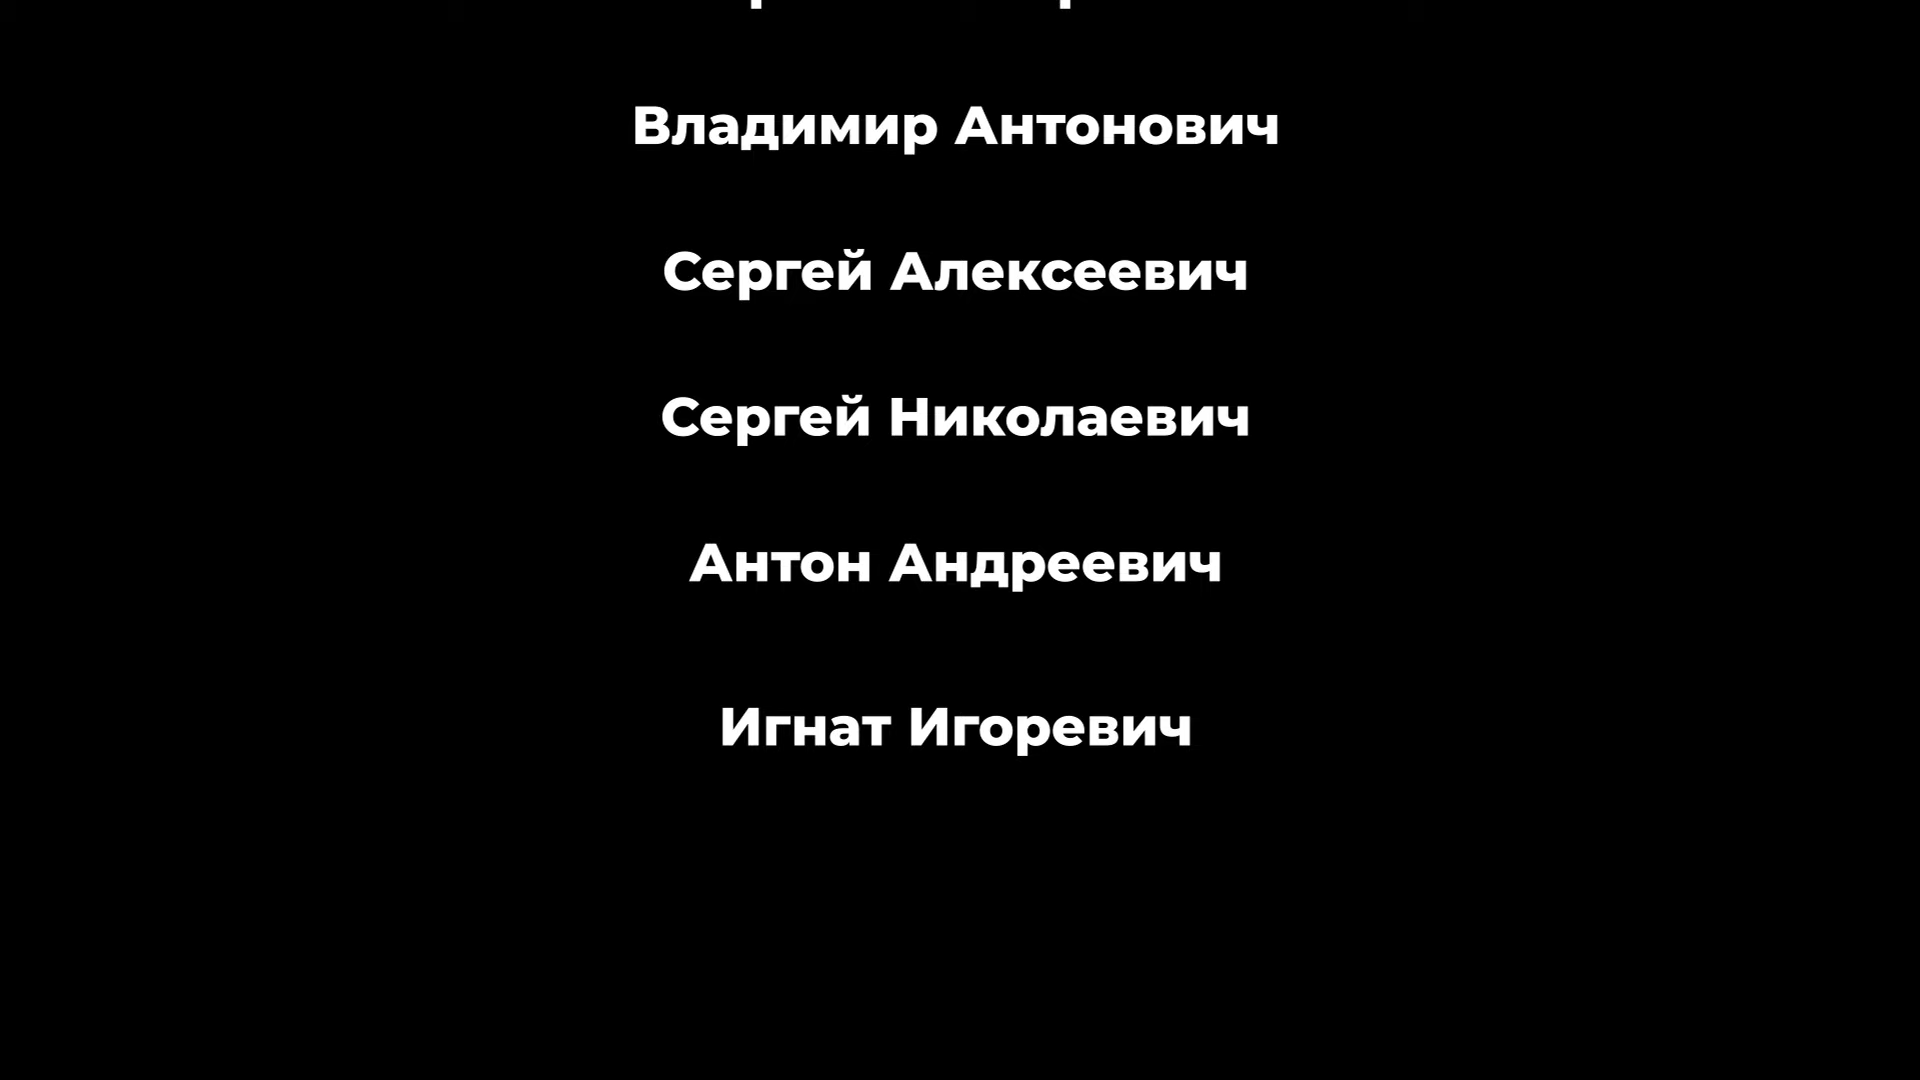 Владимир Антонович
Сергей Алексеевич
Сергей Николаевич
Антон Андреевич
Игнат Игоревич